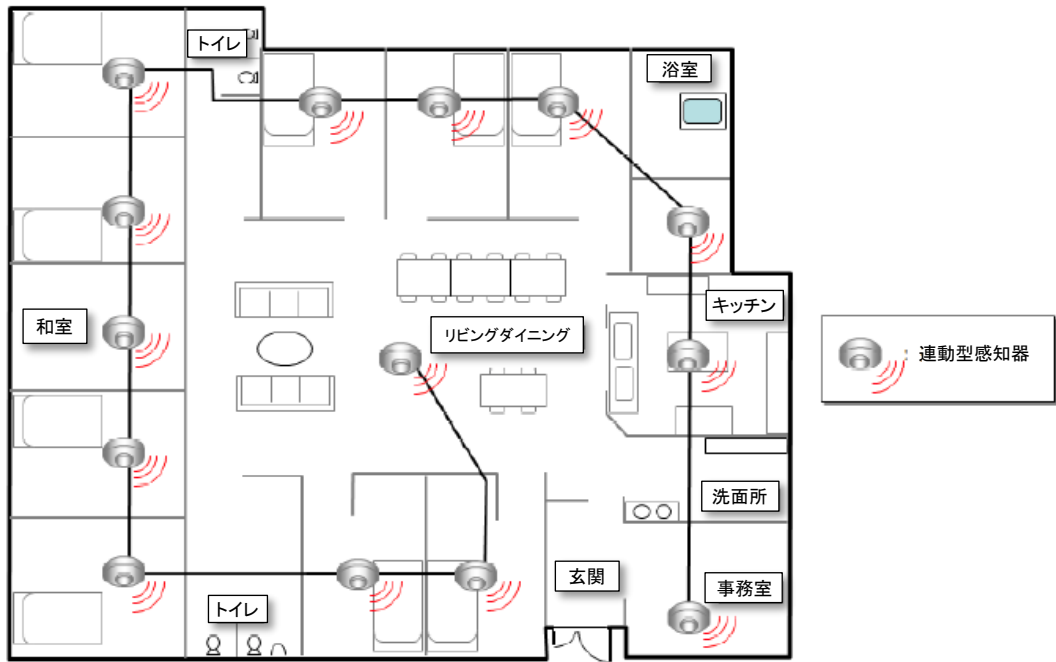 トイレ
浴室
キッチン
和室
リビングダイニング
連動型感知器
洗面所
玄関
事務室
トイレ